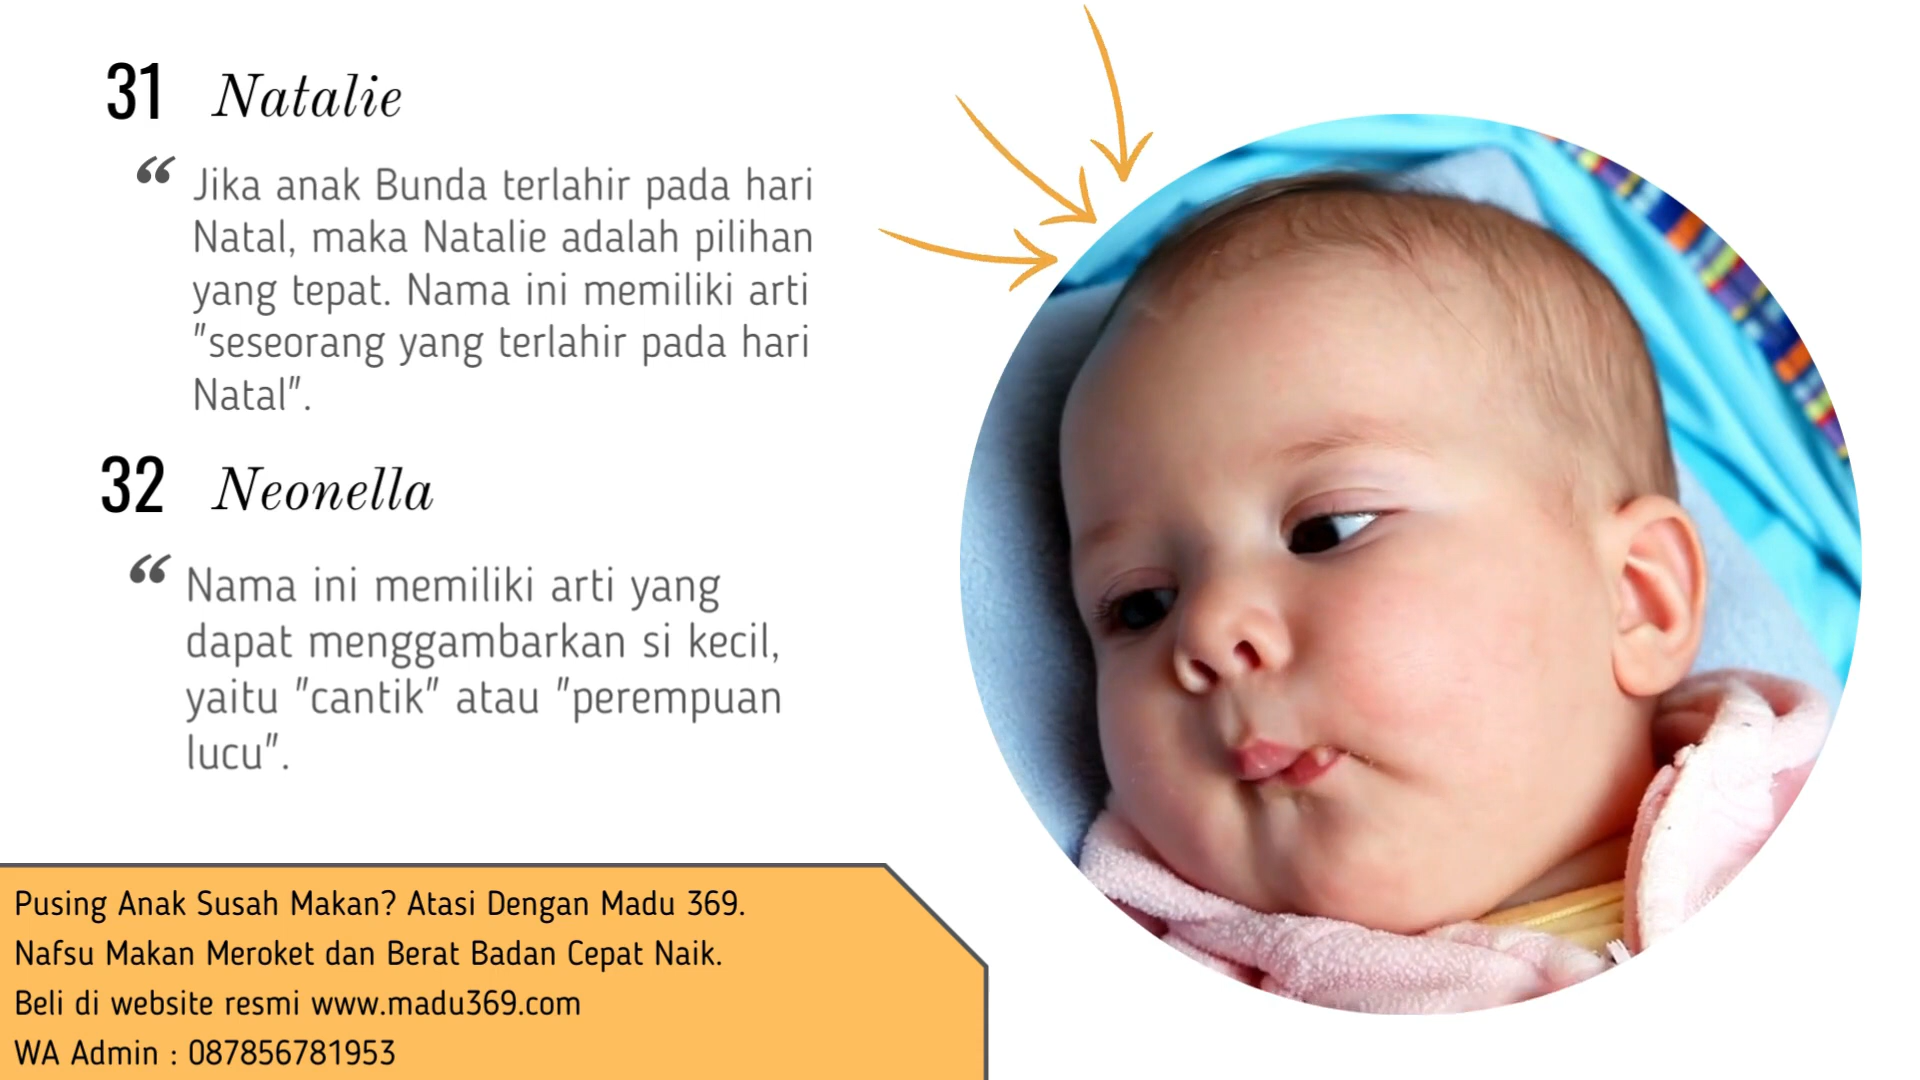 31 Natalie
“ Jika anak Bunda terlahir pada hari
Natal, maka Natalie adalah pilihan
yang tepat. Nama ini memiliki arti
"seseorang yang terlahir pada hari
Natal".
32 Neonella
“ Nama ini memiliki arti yang
dapat menggambarkan si kecil,
yaitu "cantik" atau "perempuan
lucu".
Pusing Anak Susah Makan? Atasi Dengan Madu 369.
Nafsu Makan Meroket dan Berat Badan Cepat Naik.
Beli di website resmi www.madu369.com
WA Admin : 087856781953